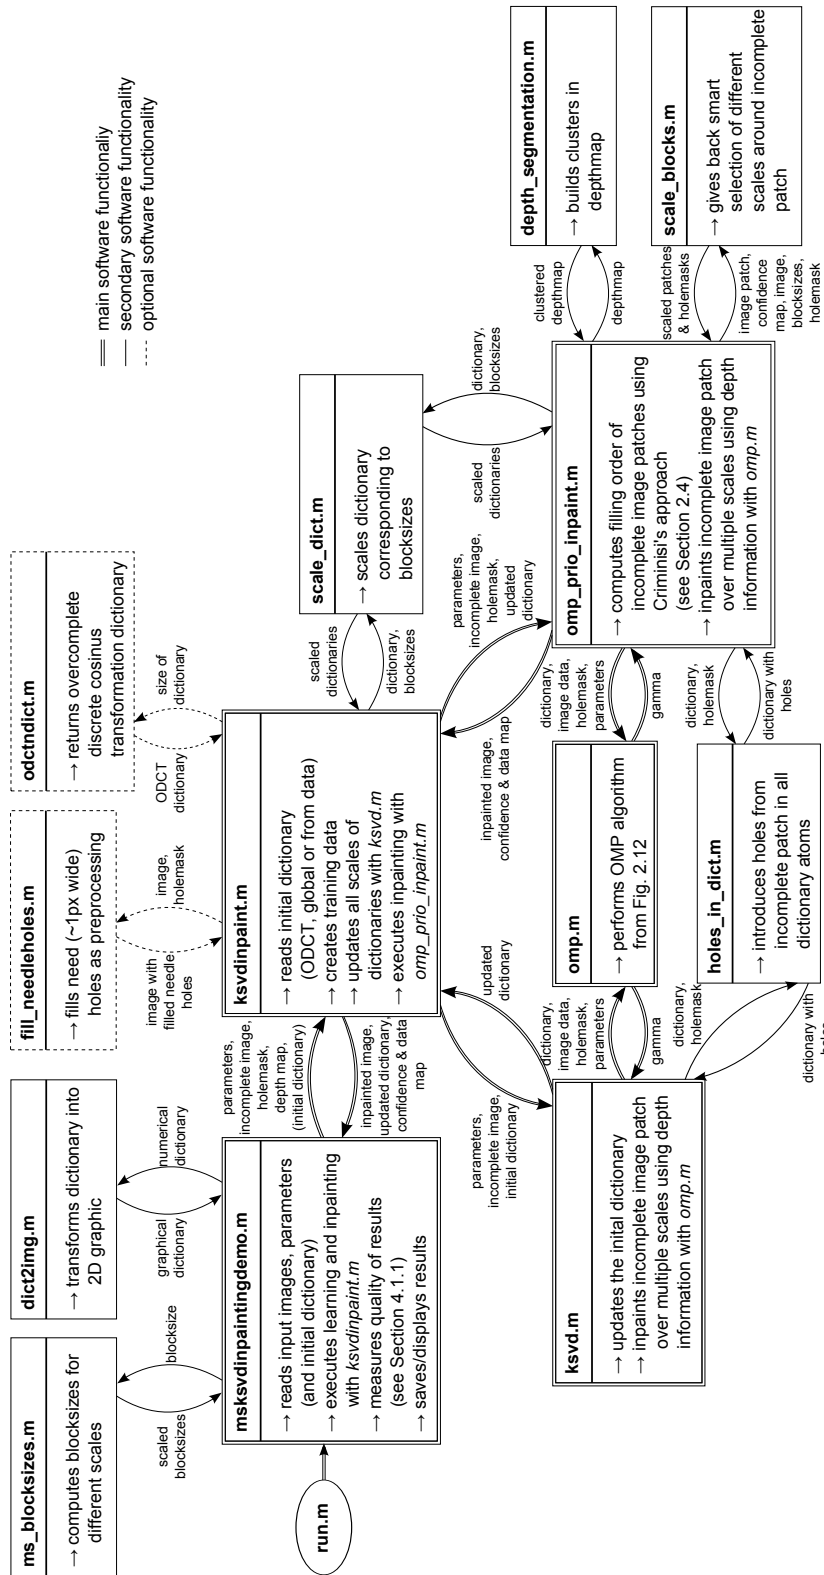 ms_blocksizes.m
→ computes blocksizes for
different scales
dict2img.m
→ transforms dictionary into
2D graphic
fill_needleholes.m
→ fills need (~1px wide)
holes as preprocessing
odctndict.m
→ returns overcomplete
discrete cosinus
transformation dictionary
main software functionaliy
secondary software functionality
optional software functionality
scaled
blocksizes
blocksize
graphical
dictionary
numerical
dictionary
image with
filled needle-
holes
image,
holemask
ODCT
dictionary
size of
dictionary
run.m
msksvdinpaintingdemo.m
→ reads input images, parameters
(and initial dictionary)
→ executes learning and inpainting
with ksvdinpaint.m
→ measures quality of results
(see Section 4.1.1)
→ saves/displays results
parameters,
incomplete image,
holemask,
depth map,
(initial dictionary)
inpainted image,
updated dictionary,
confidence & data
map
ksvdinpaint.m
→ reads initial dictionary
(ODCT, global or from data)
→ creates training data
→ updates all scales of
dictionaries with ksvd.m
→ executes inpainting with
omp_prio_inpaint.m
scaled
dictionaries
dictionary,
blocksizes
scale_dict.m
→ scales dictionary
corresponding to
blocksizes
parameters,
incomplete image,
initial dictionary
updated
dictionary
inpainted image,
confidence & data map
parameters,
incomplete image,
holemask,
updated
dictionary
scaled
dictionaries
dictionary,
blocksizes
ksvd.m
→ updates the inital dictionary
→ inpaints incomplete image patch
over multiple scales using depth
information with omp.m
dictionary,
image data,
holemask,
parameters
gamma
omp.m
→ performs OMP algorithm
from Fig. 2.12
dictionary,
image data,
holemask,
parameters
gamma
omp_prio_inpaint.m
→ computes filling order of
incomplete image patches using
Criminisi's approach
(see Section 2.4)
→ inpaints incomplete image patch
over multiple scales using depth
information with omp.m
clustered
depthmap
depthmap
depth_segmentation.m
→ builds clusters in
depthmap
scaled patches
& holemasks
image patch,
confidence
map, image,
blocksizes,
holemask
scale_blocks.m
→ gives back smart
selection of different
scales around incomplete
patch
dictionary,
holemask
dictionary with
holes
holes_in_dict.m
→ introduces holes from
incomplete patch in all
dictionary atoms
dictionary,
holemask
dictionary with
holes